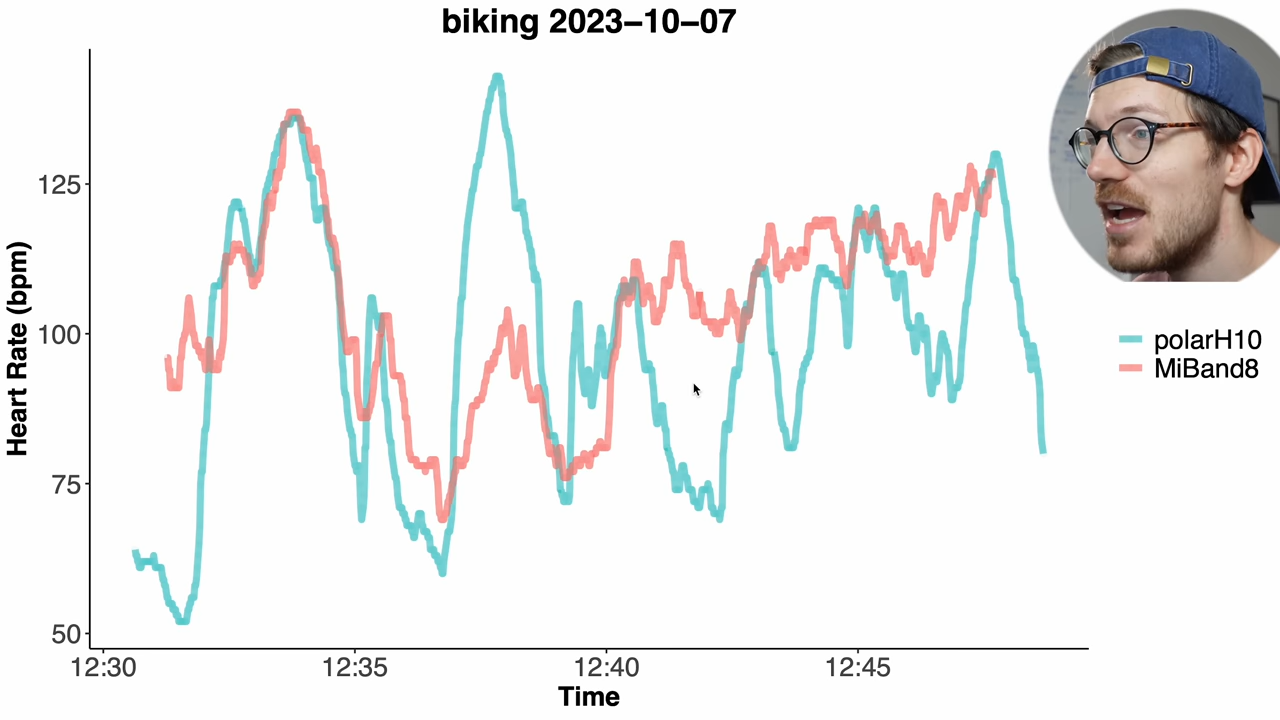 biking 2023–10–07
Heart Rate (bpm)
125
100
75
50
12:30
12:35
12:40
12:45
Time
polarH10
MiBand8